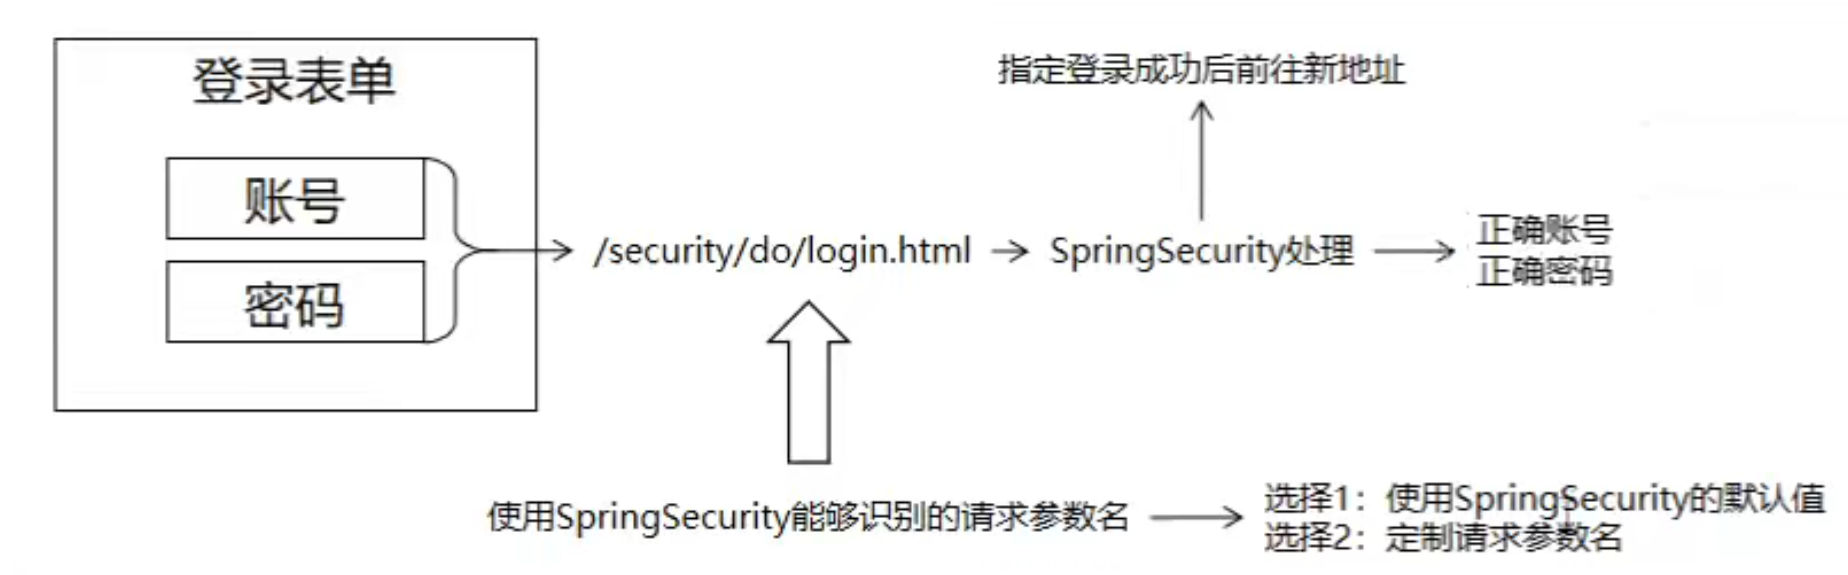 登录表单
指定登录成功后前往新地址
账号
密码
/security/do/login.html
SpringSecurity处理
正确账号
正确密码
使用SpringSecurity能够识别的请求参数名
选择1：使用SpringSecurity的默认值
选择2：定制请求参数名